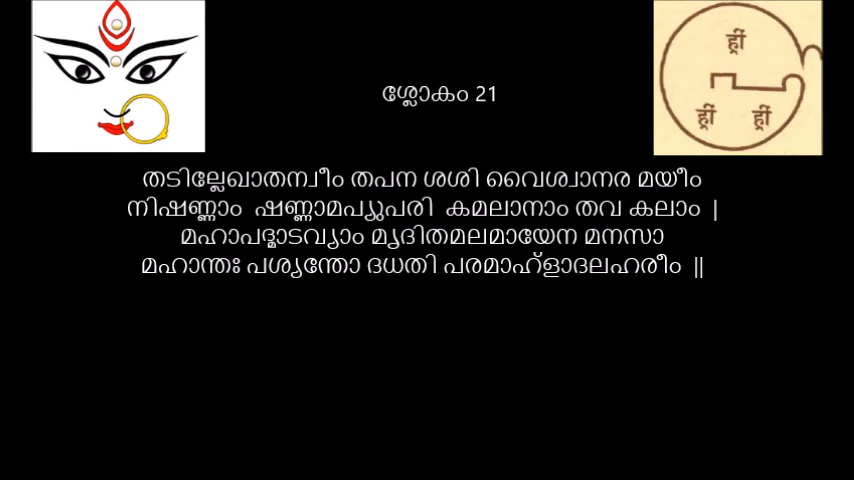 ശ്ലോകം 21
ह्रीं
ह्रीं ह्रीं
തടില്ലേഖാതന്വീം തപന ശശി വൈശ്വാനര മയീം
നിഷണ്ണാം ഷണ്ണാമപ്യുപരി കമലാനാം തവ കലാം |
മഹാപദ്മാടവ്യാം മൃദിതമലമായേന മനസാ
മഹാന്തഃ പശ്യന്തോ ദധതി പരമാഹ്ളാദലഹരീം ||